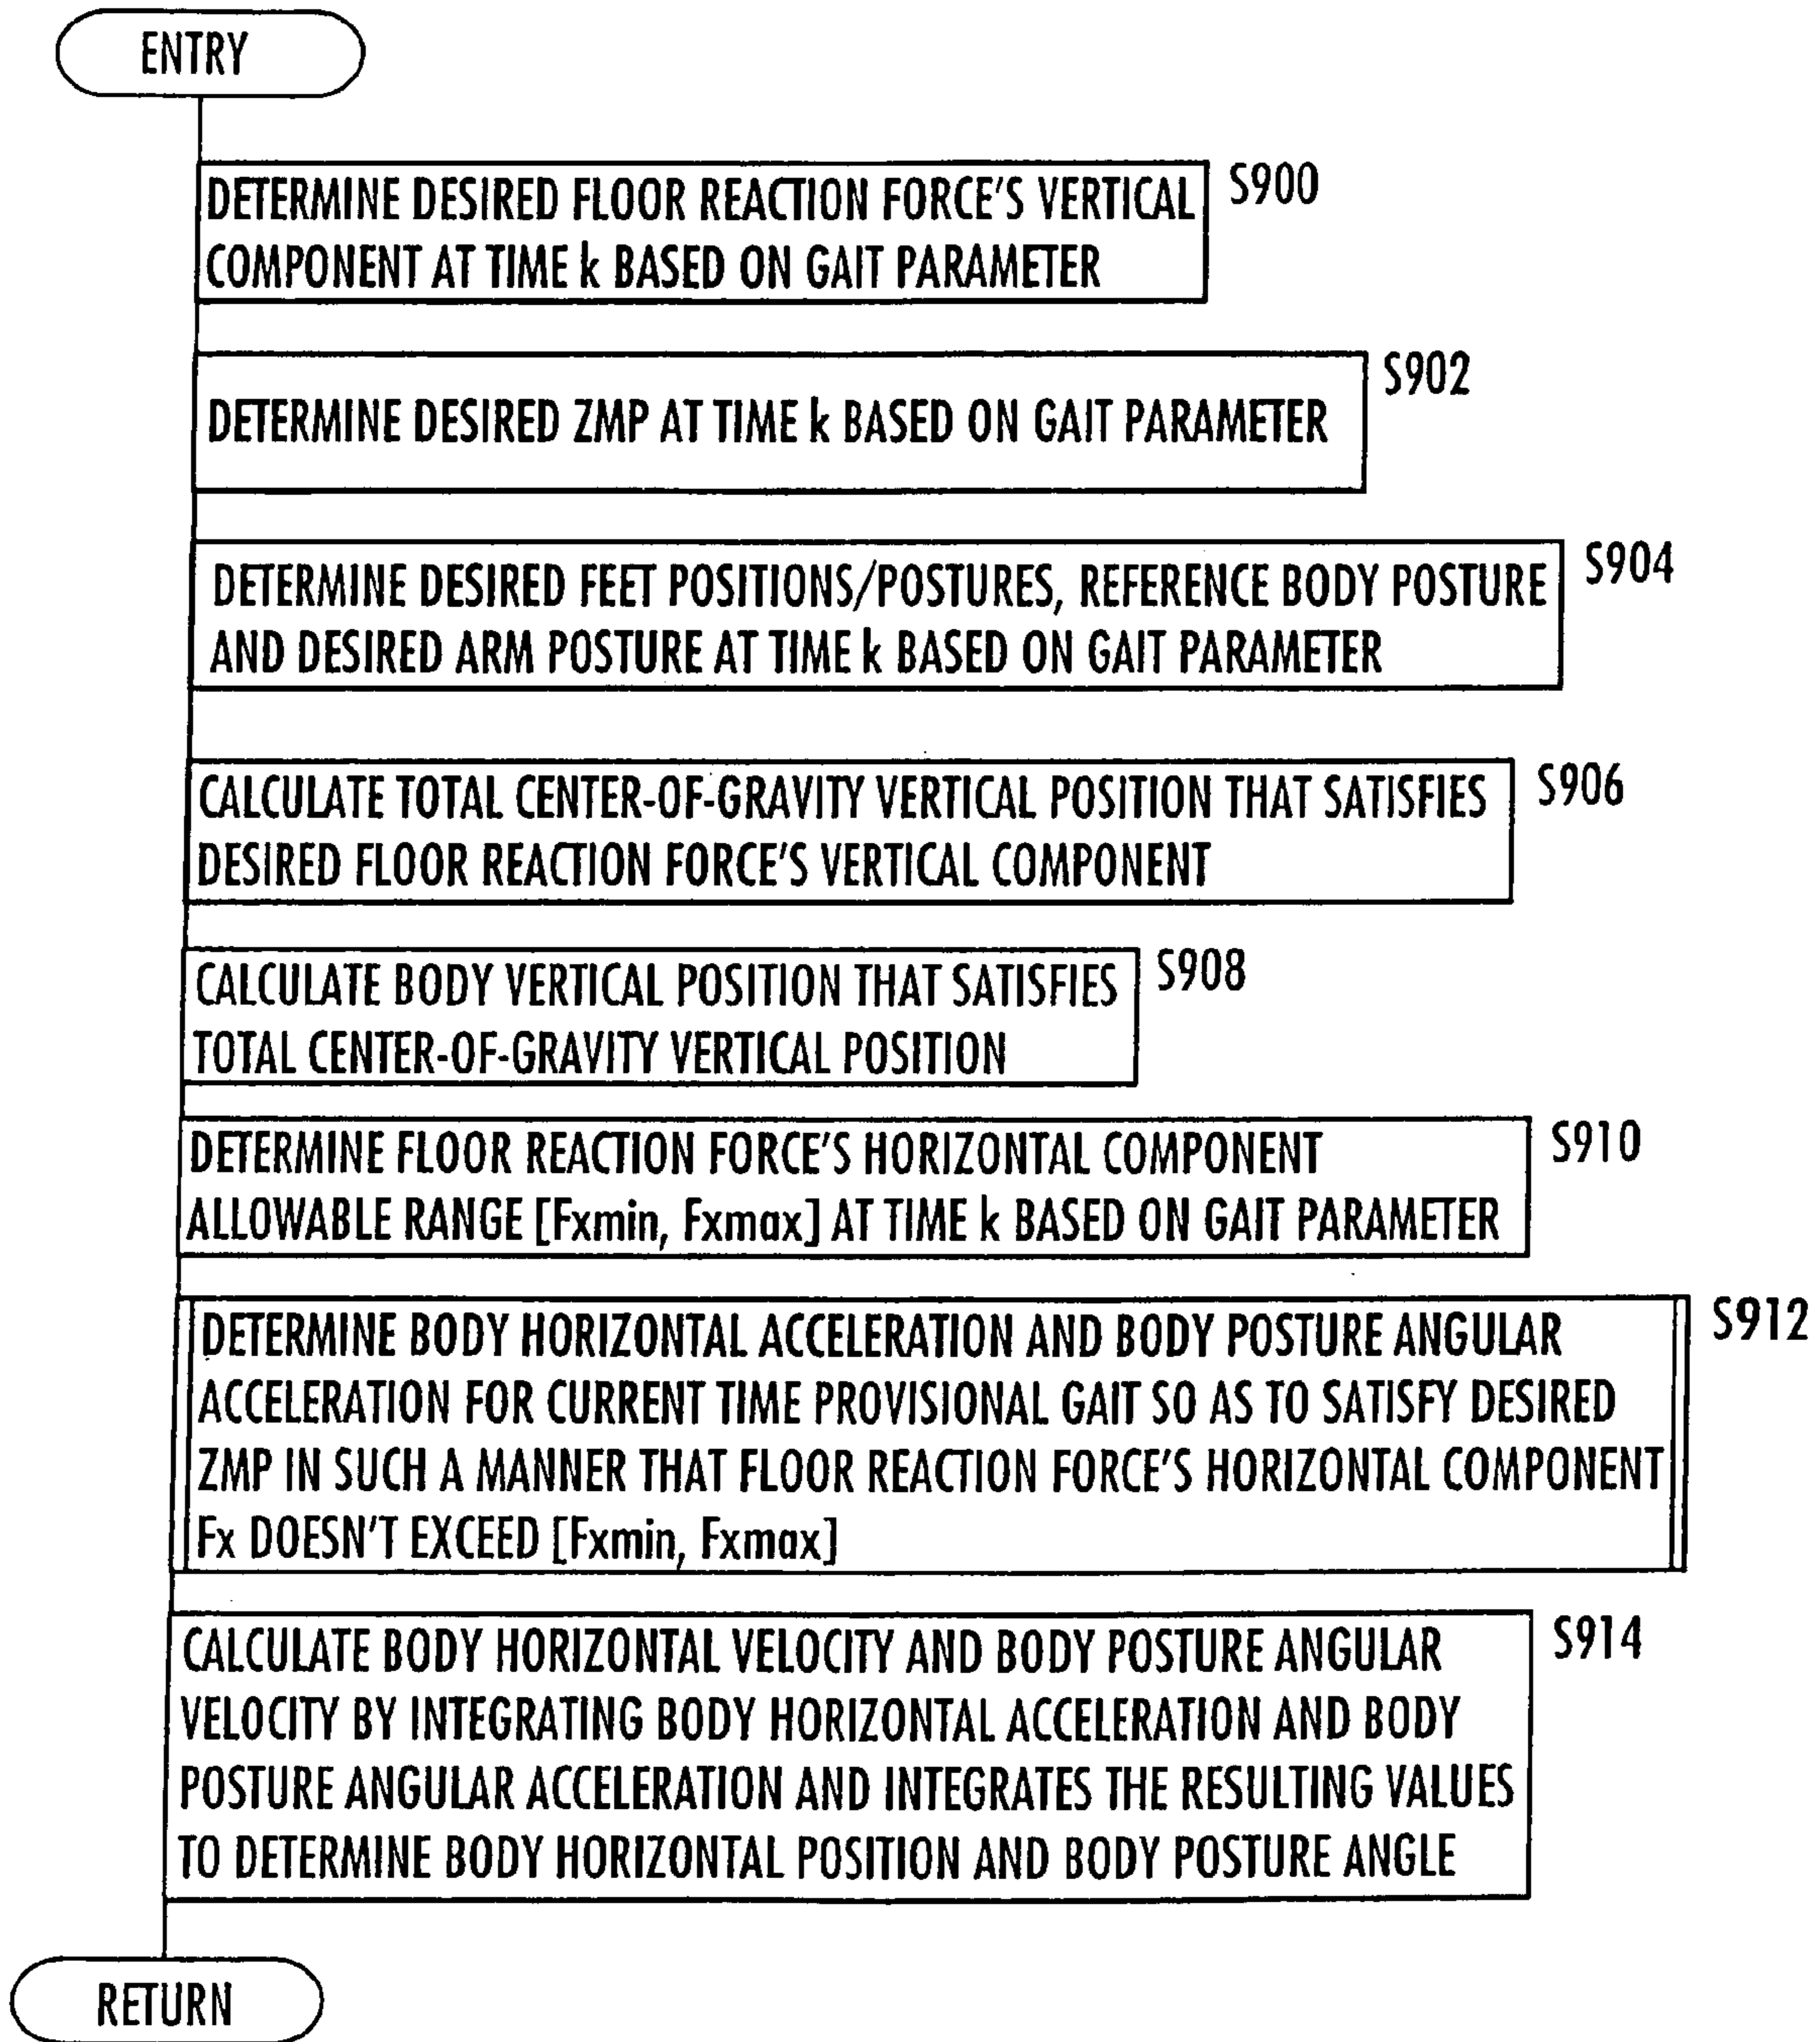 ENTRY
DETERMINE DESIRED FLOOR REACTION FORCE'S VERTICAL
COMPONENT AT TIME k BASED ON GAIT PARAMETER
S900
DETERMINE DESIRED ZMP AT TIME k BASED ON GAIT PARAMETER
S902
DETERMINE DESIRED FEET POSITIONS/POSTURES, REFERENCE BODY POSTURE
AND DESIRED ARM POSTURE AT TIME k BASED ON GAIT PARAMETER
S904
CALCULATE TOTAL CENTER-OF-GRAVITY VERTICAL POSITION THAT SATISFIES
DESIRED FLOOR REACTION FORCE'S VERTICAL COMPONENT
S906
CALCULATE BODY VERTICAL POSITION THAT SATISFIES
TOTAL CENTER-OF-GRAVITY VERTICAL POSITION
S908
DETERMINE FLOOR REACTION FORCE'S HORIZONTAL COMPONENT
ALLOWABLE RANGE [Fxmin, Fxmax] AT TIME k BASED ON GAIT PARAMETER
S910
DETERMINE BODY HORIZONTAL ACCELERATION AND BODY POSTURE ANGULAR
ACCELERATION FOR CURRENT TIME PROVISIONAL GAIT SO AS TO SATISFY DESIRED
ZMP IN SUCH A MANNER THAT FLOOR REACTION FORCE'S HORIZONTAL COMPONENT
Fx DOESN'T EXCEED [Fxmin, Fxmax]
S912
CALCULATE BODY HORIZONTAL VELOCITY AND BODY POSTURE ANGULAR
VELOCITY BY INTEGRATING BODY HORIZONTAL ACCELERATION AND BODY
POSTURE ANGULAR ACCELERATION AND INTEGRATES THE RESULTING VALUES
TO DETERMINE BODY HORIZONTAL POSITION AND BODY POSTURE ANGLE
S914
RETURN